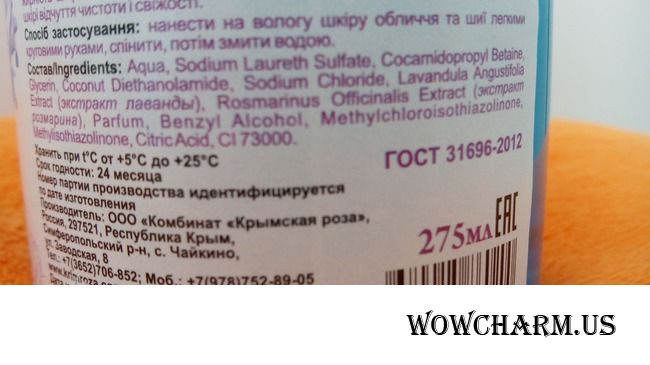 шкірі відчуття чистоти і свіжості.
Спосіб застосування: нанести на вологу шкіру обличчя та шиї легкими
круговими рухами, спінити, потім змити водою.
Состав/Ingredients: Aqua, Sodium Laureth Sulfate, Cocamidopropyl Betaine,
Glycerin, Coconut Diethanolamide, Sodium Chloride, Lavandula Angustifolia
Extract (экстракт лаванды), Rosmarinus Officinalis Extract (экстракт
розмарина), Parfum, Benzyl Alcohol, Methylchloroisothiazolinone,
Methylisothiazolinone, Citric Acid, CI 73000.
Хранить при t°C от +5°C до +25°C
Срок годности: 24 месяца
Номер партии производства идентифицируется
по дате изготовления
Производитель: ООО «Комбинат «Крымская роза»,
Россия, 297521, Республика Крым,
Симферопольский р-н, с. Чайкино,
ул. Заводская, 8
тел.: +7(3652)706-852; Моб.: +7(978)752-89-05
ГОСТ 31696-2012
275мл
EAC
WOWCHARM.US